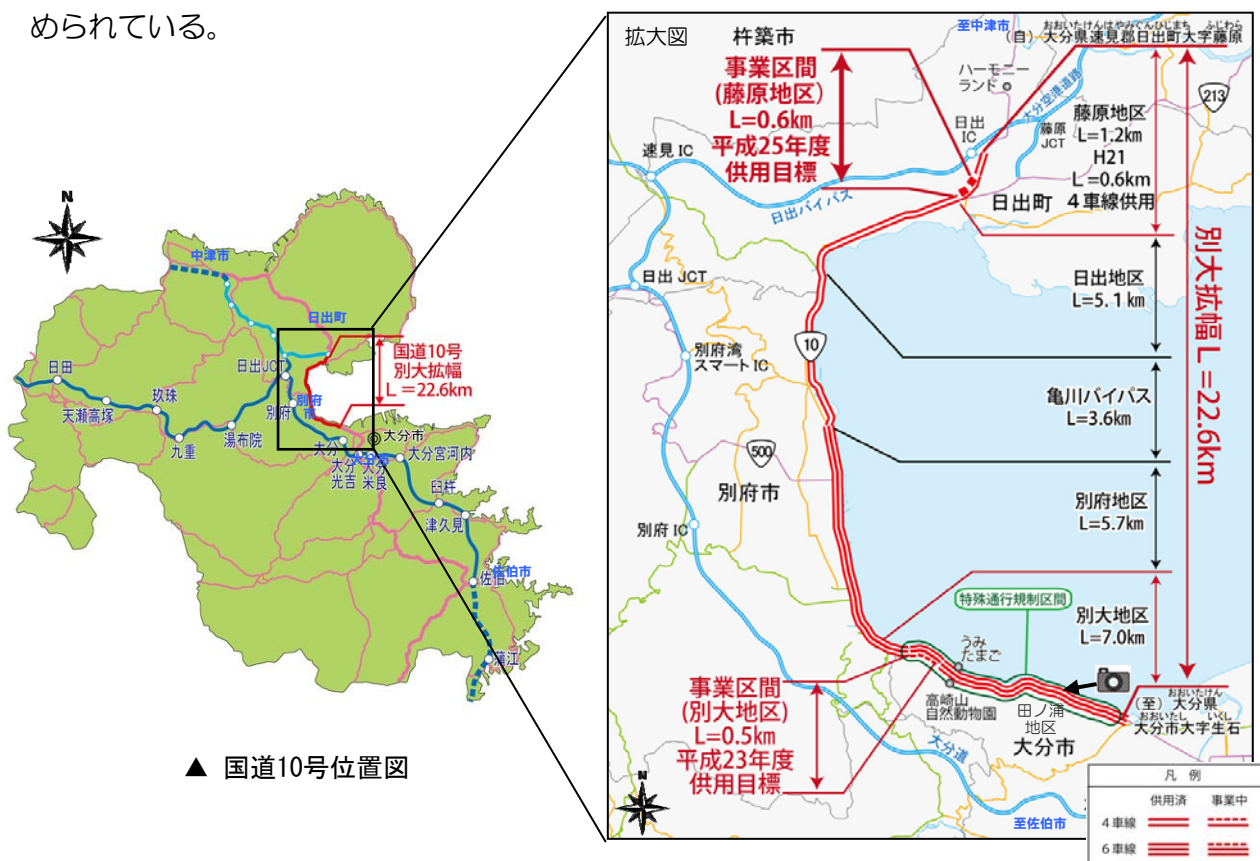 められている。
N
中津市
日出町
日出JCT
国道10号
別大拡幅
L=22.6km
日田
天瀬高塚
玖珠
九重
湯布院
別府
別府市
大分市
大分
大分市
大分光吉
大分米良
大分宮河内
臼杵
津久見
佐伯
佐伯市
蒲江
▲ 国道10号位置図
拡大図
杵築市
至中津市
おおいたけんはやみぐんひじまち ふじわら
(自) 大分県速見郡日出町大字藤原
事業区間
(藤原地区)
L=0.6km
平成25年度
供用目標
ハーモニー
ランド
大分空港道路
213
日出
IC
藤原
JCT
藤原地区
L=1.2km
H21
L=0.6km
4車線供用
速見IC
日出バイパス
日出町
別大拡幅L=22.6km
日出地区
L=5.1km
日出JCT
10
別府湾
スマートIC
亀川バイパス
L=3.6km
500
別府市
別府地区
L=5.7km
別府IC
特殊通行規制区間
別大地区
L=7.0km
うみ
たまご
高崎山
自然動物園
田ノ浦
地区
事業区間
(別大地区)
L=0.5km
平成23年度
供用目標
おおいたけん
(至) 大分県
おおいたし いくし
大分市大字生石
大分市
大分道
N
至佐伯市
凡 例
供用済 事業中
4車線
6車線